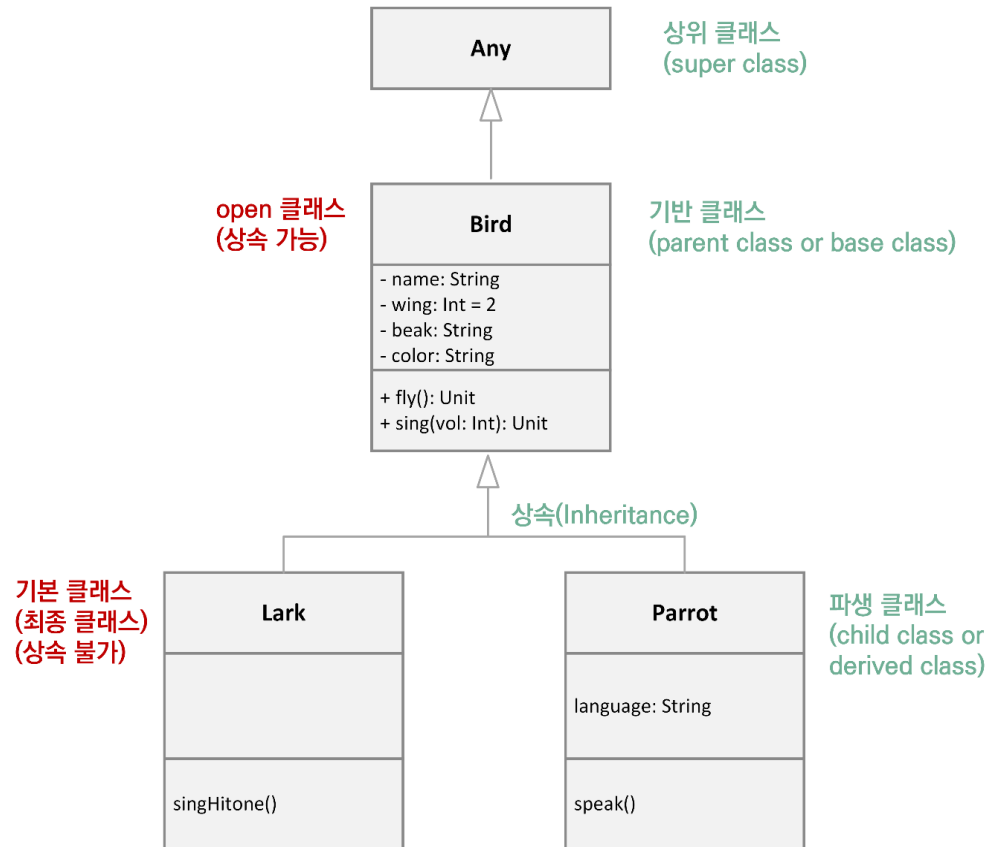 Any
상위 클래스
(super class)
open 클래스
(상속 가능)
Bird
기반 클래스
(parent class or base class)
- name: String
- wing: Int = 2
- beak: String
- color: String
+ fly(): Unit
+ sing(vol: Int): Unit
상속(Inheritance)
기본 클래스
(최종 클래스)
(상속 불가)
Lark
singHitone()
Parrot
language: String
speak()
파생 클래스
(child class or
derived class)